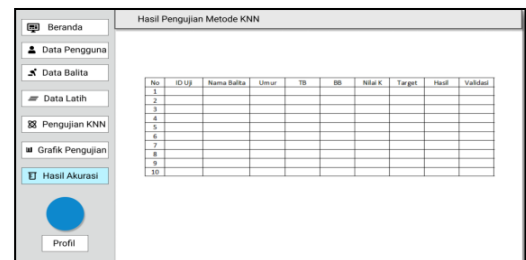 Hasil Pengujian Metode KNN
Beranda
Data Pengguna
Data Balita
Data Latih
Pengujian KNN
Grafik Pengujian
Hasil Akurasi
Profil
No ID Uji Nama Balita Umur TB BB Nilai K Target Hasil Validasi
1
2
3
4
5
6
7
8
9
10